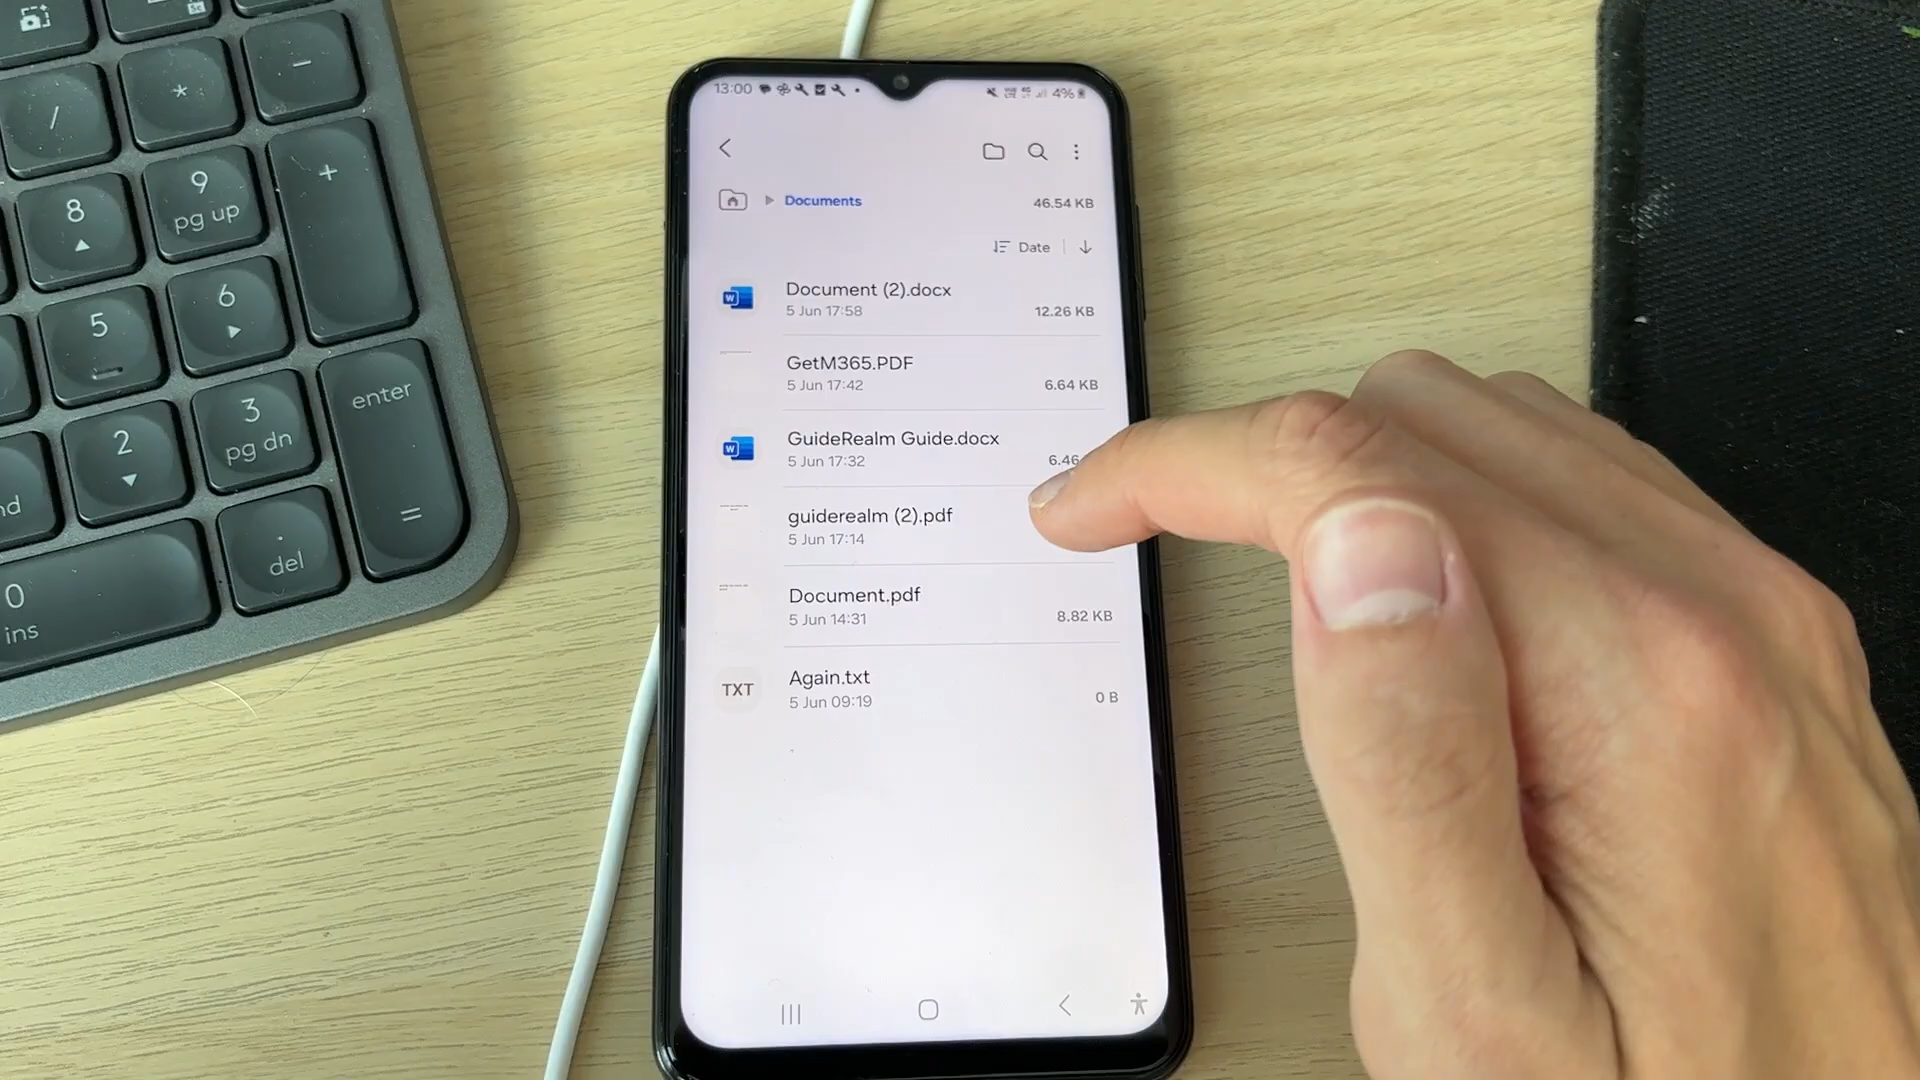 /
*
-
8
9
pg up
+
5
6
enter
2
3
pg dn
=
0
ins
.
del
13:00
4%
Documents
46.54 KB
Date
Document (2).docx
5 Jun 17:58
12.26 KB
GetM365.PDF
5 Jun 17:42
6.64 KB
GuideRealm Guide.docx
5 Jun 17:32
6.46
guiderealm (2).pdf
5 Jun 17:14
Document.pdf
5 Jun 14:31
8.82 KB
TXT
Again.txt
5 Jun 09:19
0 B